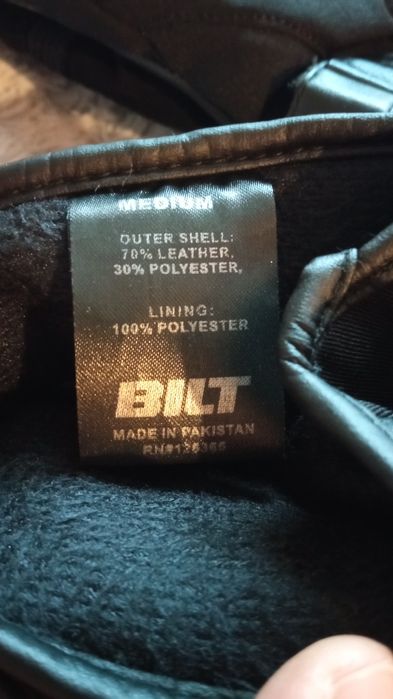 MEDIUM
OUTER SHELL:
70% LEATHER,
30% POLYESTER,
LINING:
100% POLYESTER
BILT
MADE IN PAKISTAN